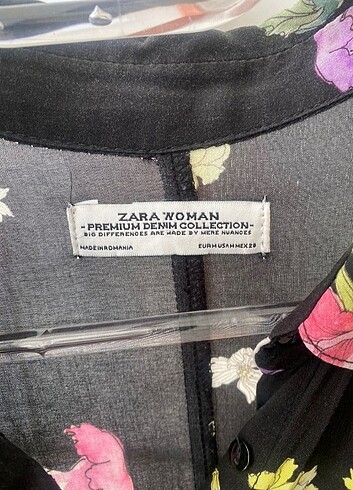 ZARA WOMAN
- PREMIUM DENIM COLLECTION -
BIG DIFFERENCES ARE MADE BY MERE NUANCES
MADE IN ROMANIA EUR M USA M MEX 28